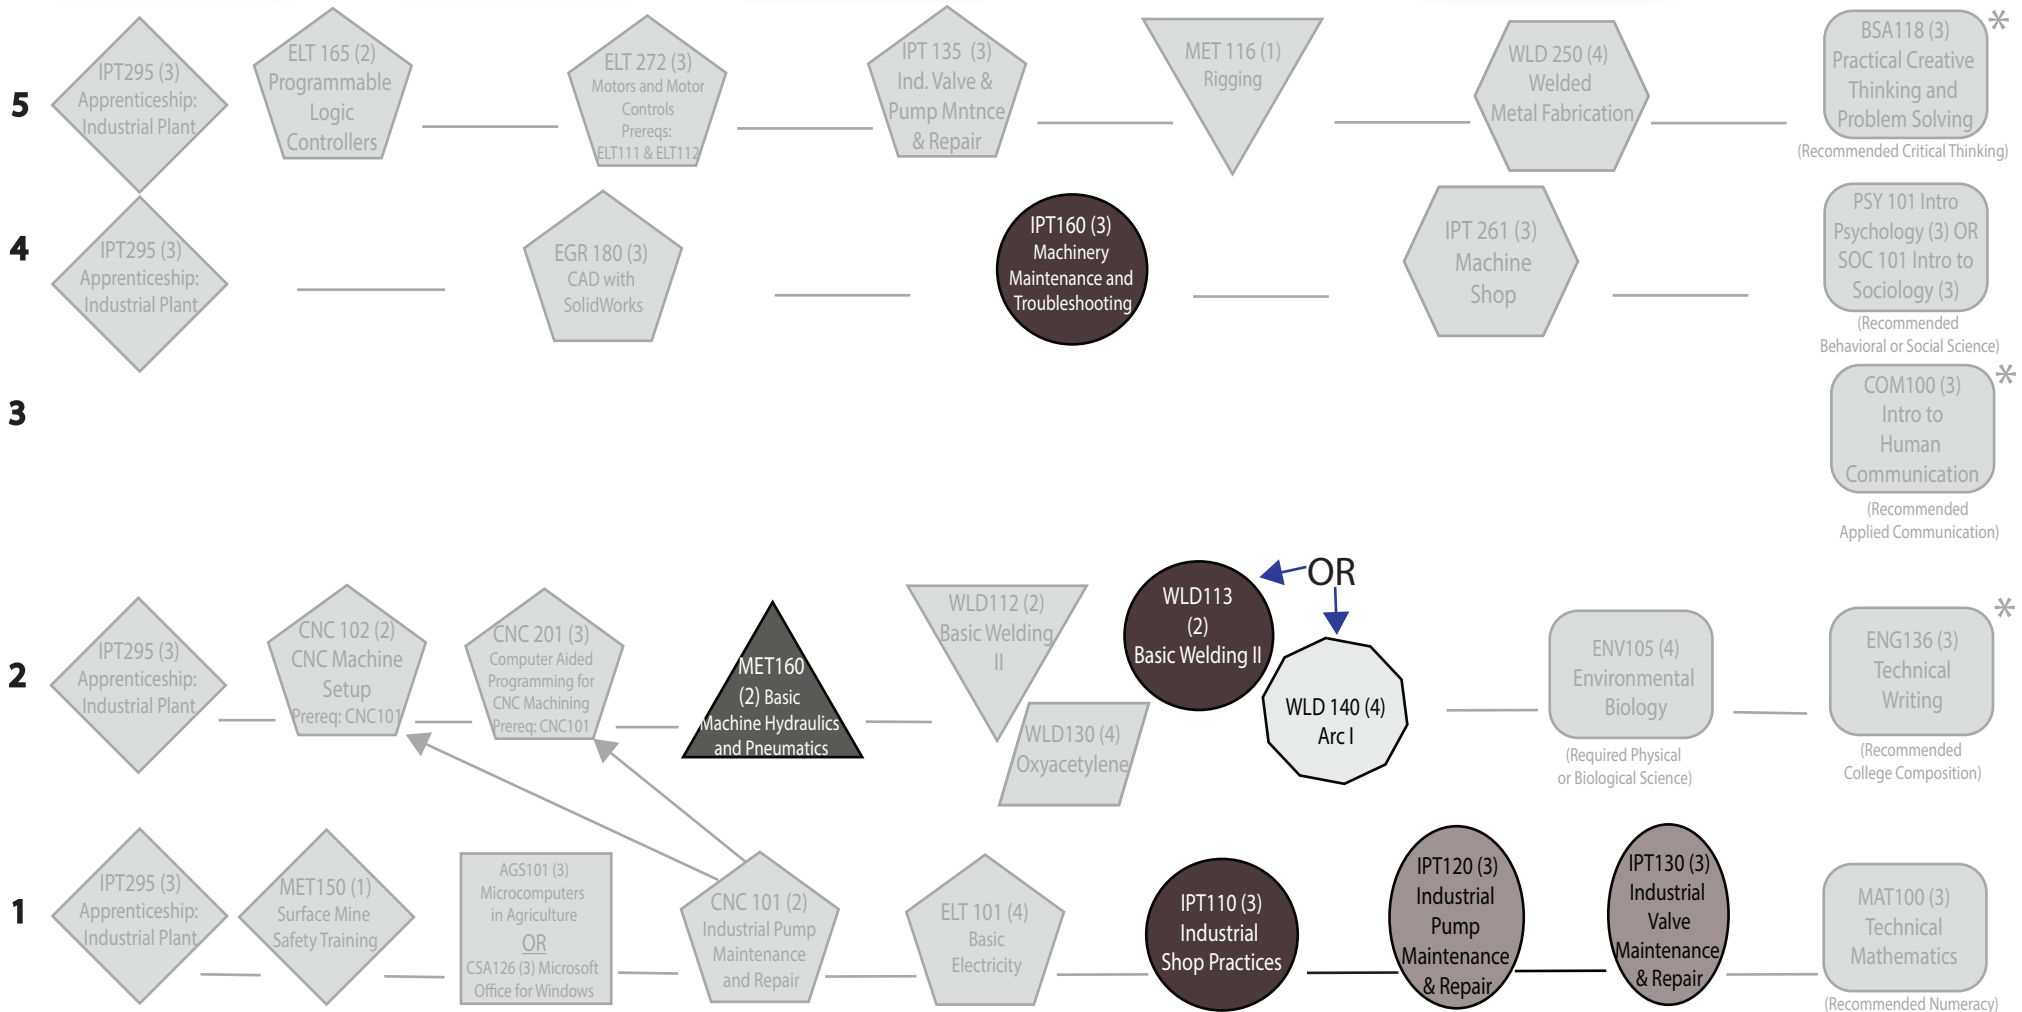 5
IPT295 (3)
Apprenticeship:
Industrial Plant
ELT 165 (2)
Programmable
Logic
Controllers
ELT 272 (3)
Motors and Motor
Controls
Prereqs:
ELT111 & ELT112
IPT 135 (3)
Ind. Valve &
Pump Mntnce
& Repair
MET 116 (1)
Rigging
WLD 250 (4)
Welded
Metal Fabrication
BSA118 (3)
Practical Creative
Thinking and
Problem Solving
*
(Recommended Critical Thinking)
4
IPT295 (3)
Apprenticeship:
Industrial Plant
EGR 180 (3)
CAD with
SolidWorks
IPT160 (3)
Machinery
Maintenance and
Troubleshooting
IPT 261 (3)
Machine
Shop
PSY 101 Intro
Psychology (3) OR
SOC 101 Intro to
Sociology (3)
(Recommended
Behavioral or Social Science)
3
COM100 (3)
Intro to
Human
Communication
*
(Recommended
Applied Communication)
2
IPT295 (3)
Apprenticeship:
Industrial Plant
CNC 102 (2)
CNC Machine
Setup
Prereq: CNC101
CNC 201 (3)
Computer Aided
Programming for
CNC Machining
Prereq: CNC101
MET160
(2) Basic
Machine Hydraulics
and Pneumatics
WLD112 (2)
Basic Welding
II
WLD130 (4)
Oxyacetylene
WLD113
(2)
Basic Welding II
OR
WLD 140 (4)
Arc I
ENV105 (4)
Environmental
Biology
(Required Physical
or Biological Science)
ENG136 (3)
Technical
Writing
*
(Recommended
College Composition)
1
IPT295 (3)
Apprenticeship:
Industrial Plant
MET150 (1)
Surface Mine
Safety Training
AGS101 (3)
Microcomputers
in Agriculture
OR
CSA126 (3) Microsoft
Office for Windows
CNC 101 (2)
Industrial Pump
Maintenance
and Repair
ELT 101 (4)
Basic
Electricity
IPT110 (3)
Industrial
Shop Practices
IPT120 (3)
Industrial
Pump
Maintenance
& Repair
IPT130 (3)
Industrial
Valve
Maintenance
& Repair
MAT100 (3)
Technical
Mathematics
(Recommended Numeracy)